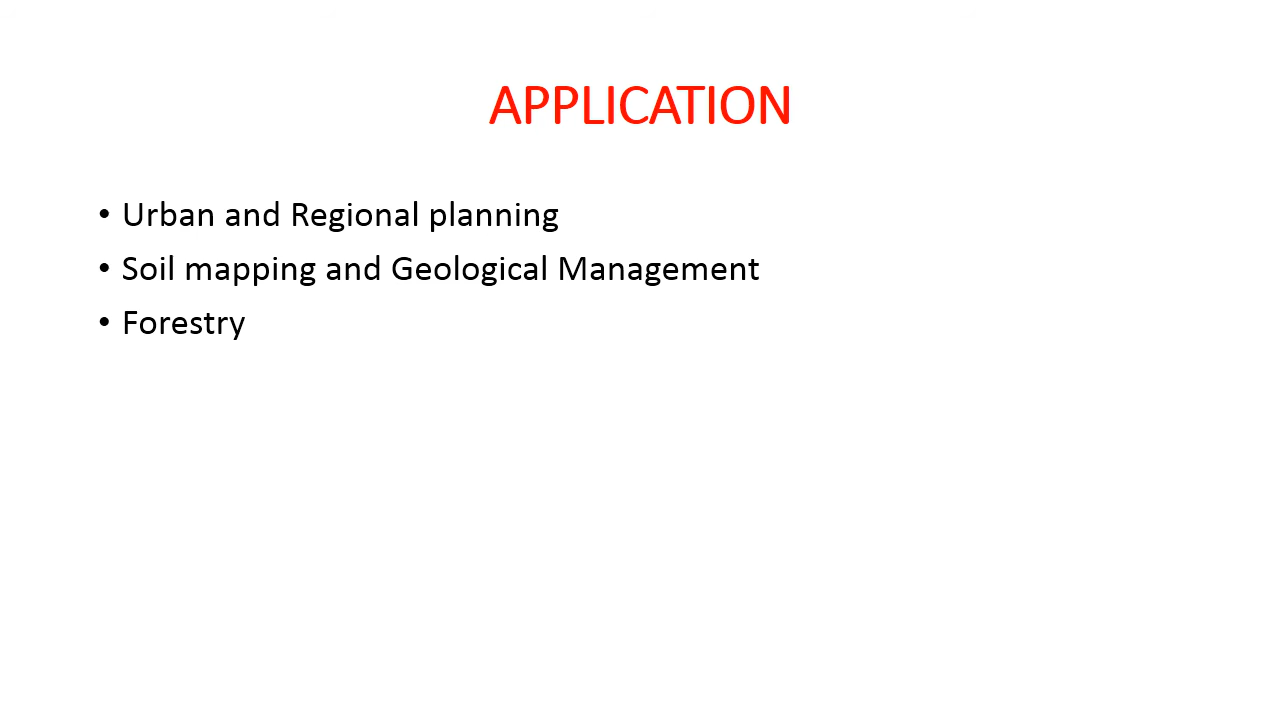 APPLICATION
• Urban and Regional planning
• Soil mapping and Geological Management
• Forestry